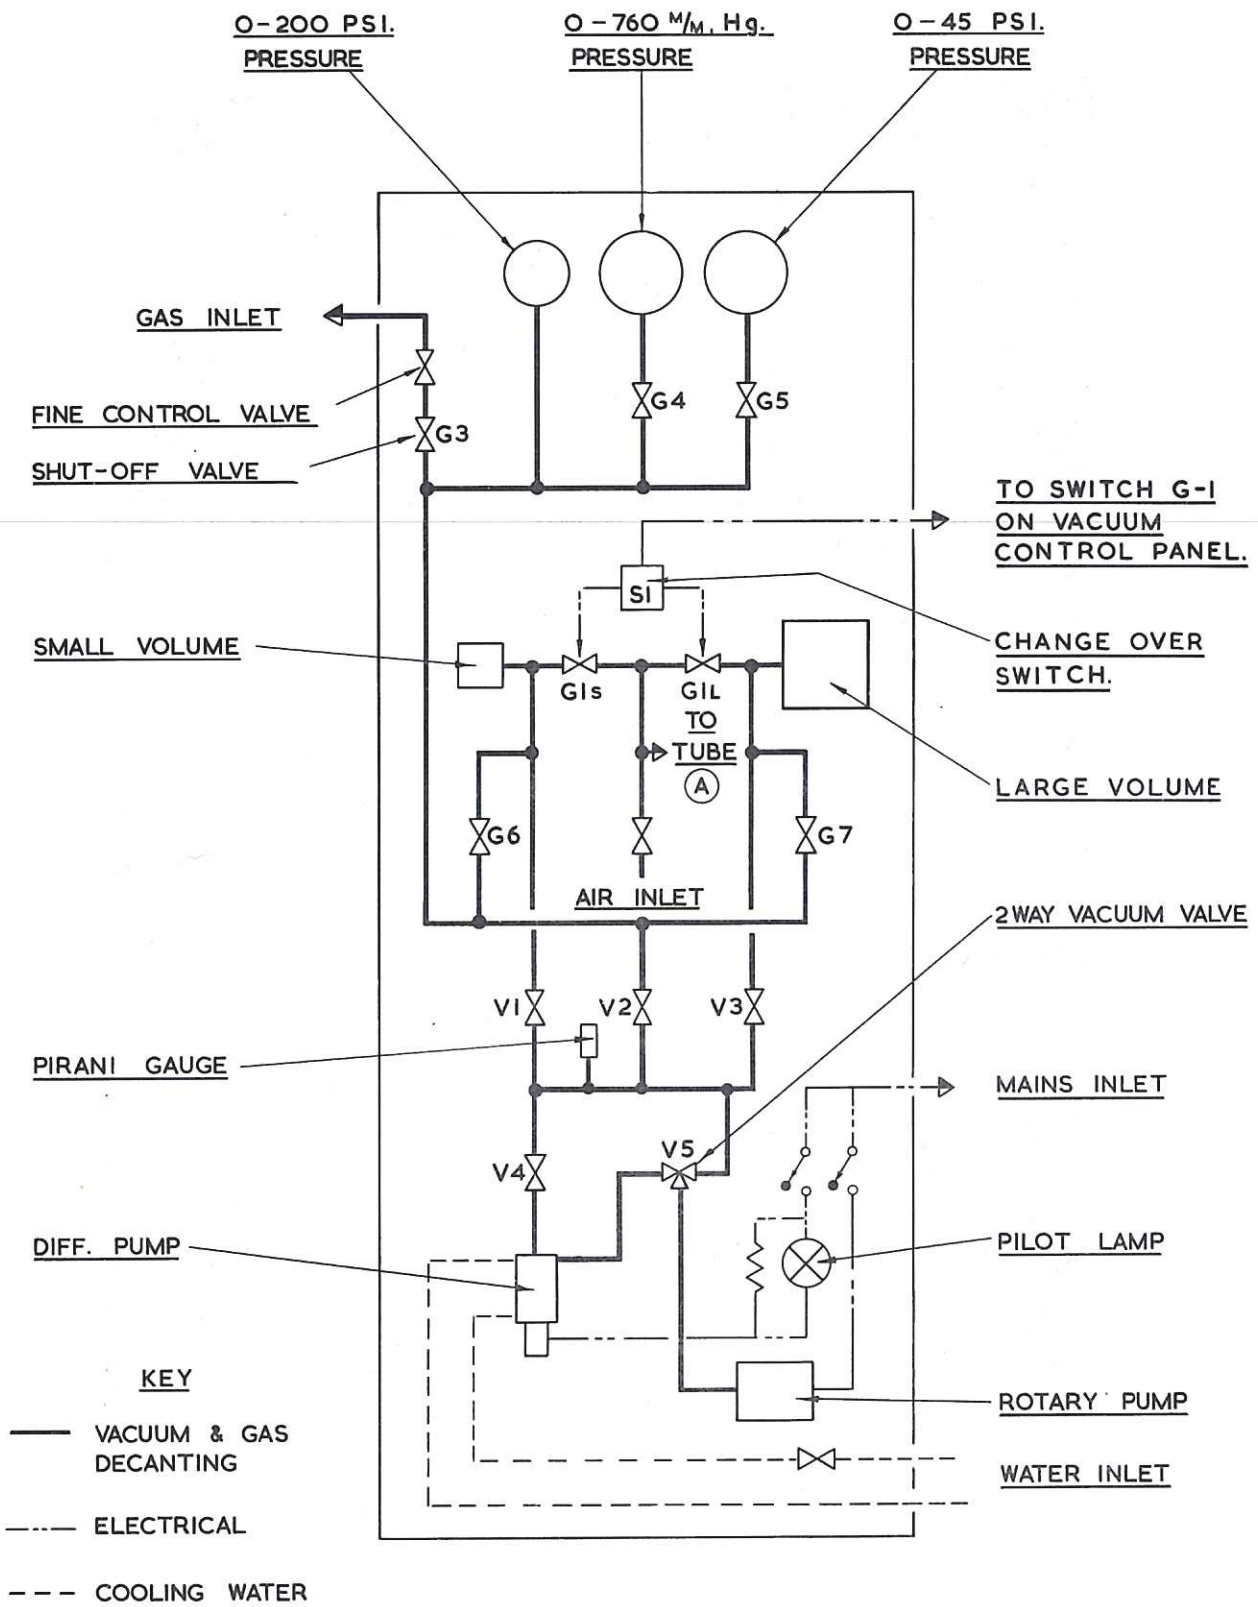 0-200 PSI.
PRESSURE
0-760 M/M. Hg.
PRESSURE
0-45 PSI.
PRESSURE
GAS INLET
FINE CONTROL VALVE
G3
G4
G5
SHUT-OFF VALVE
TO SWITCH G-1
ON VACUUM
CONTROL PANEL.
S1
SMALL VOLUME
CHANGE OVER
SWITCH.
G1S
G1L
TO
TUBE
A
LARGE VOLUME
G6
G7
AIR INLET
2 WAY VACUUM VALVE
V1
V2
V3
PIRANI GAUGE
MAINS INLET
V4
V5
DIFF. PUMP
PILOT LAMP
KEY
ROTARY PUMP
VACUUM & GAS
DECANTING
WATER INLET
ELECTRICAL
COOLING WATER